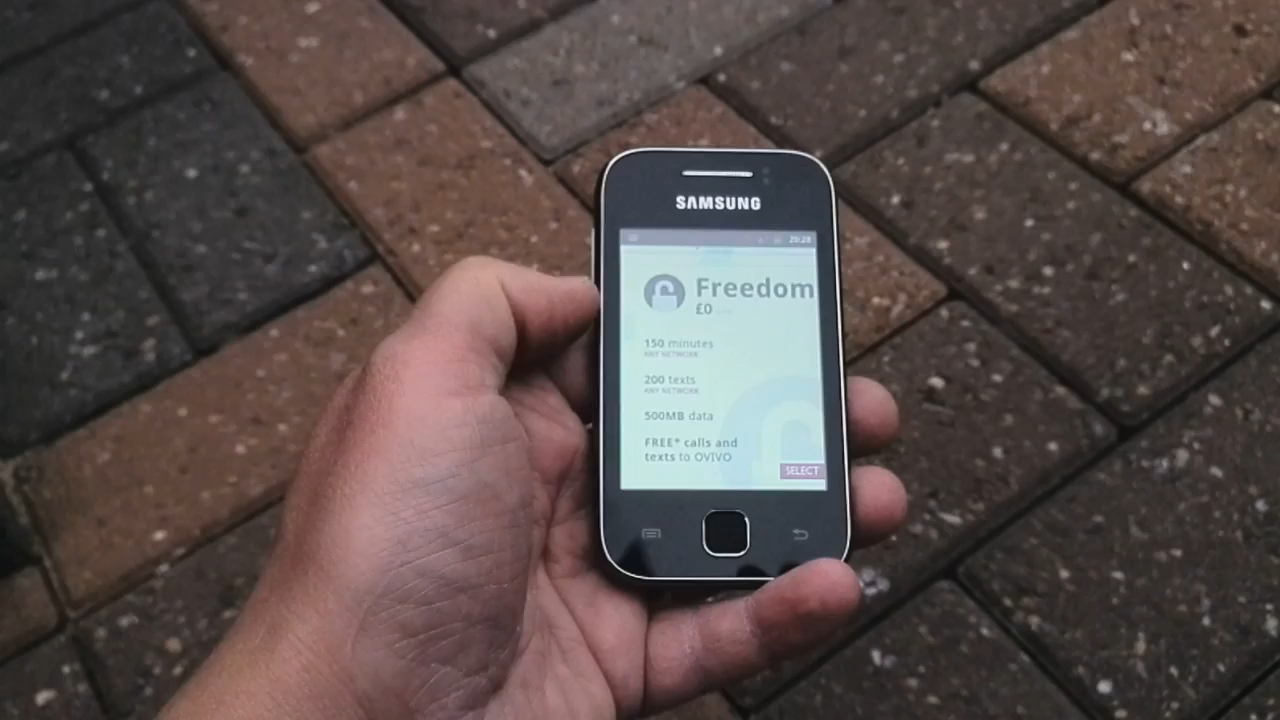 SAMSUNG
20:28
Freedom
£0
150 minutes
ANY NETWORK
200 texts
ANY NETWORK
500MB data
FREE* calls and
texts to OVIVO
SELECT